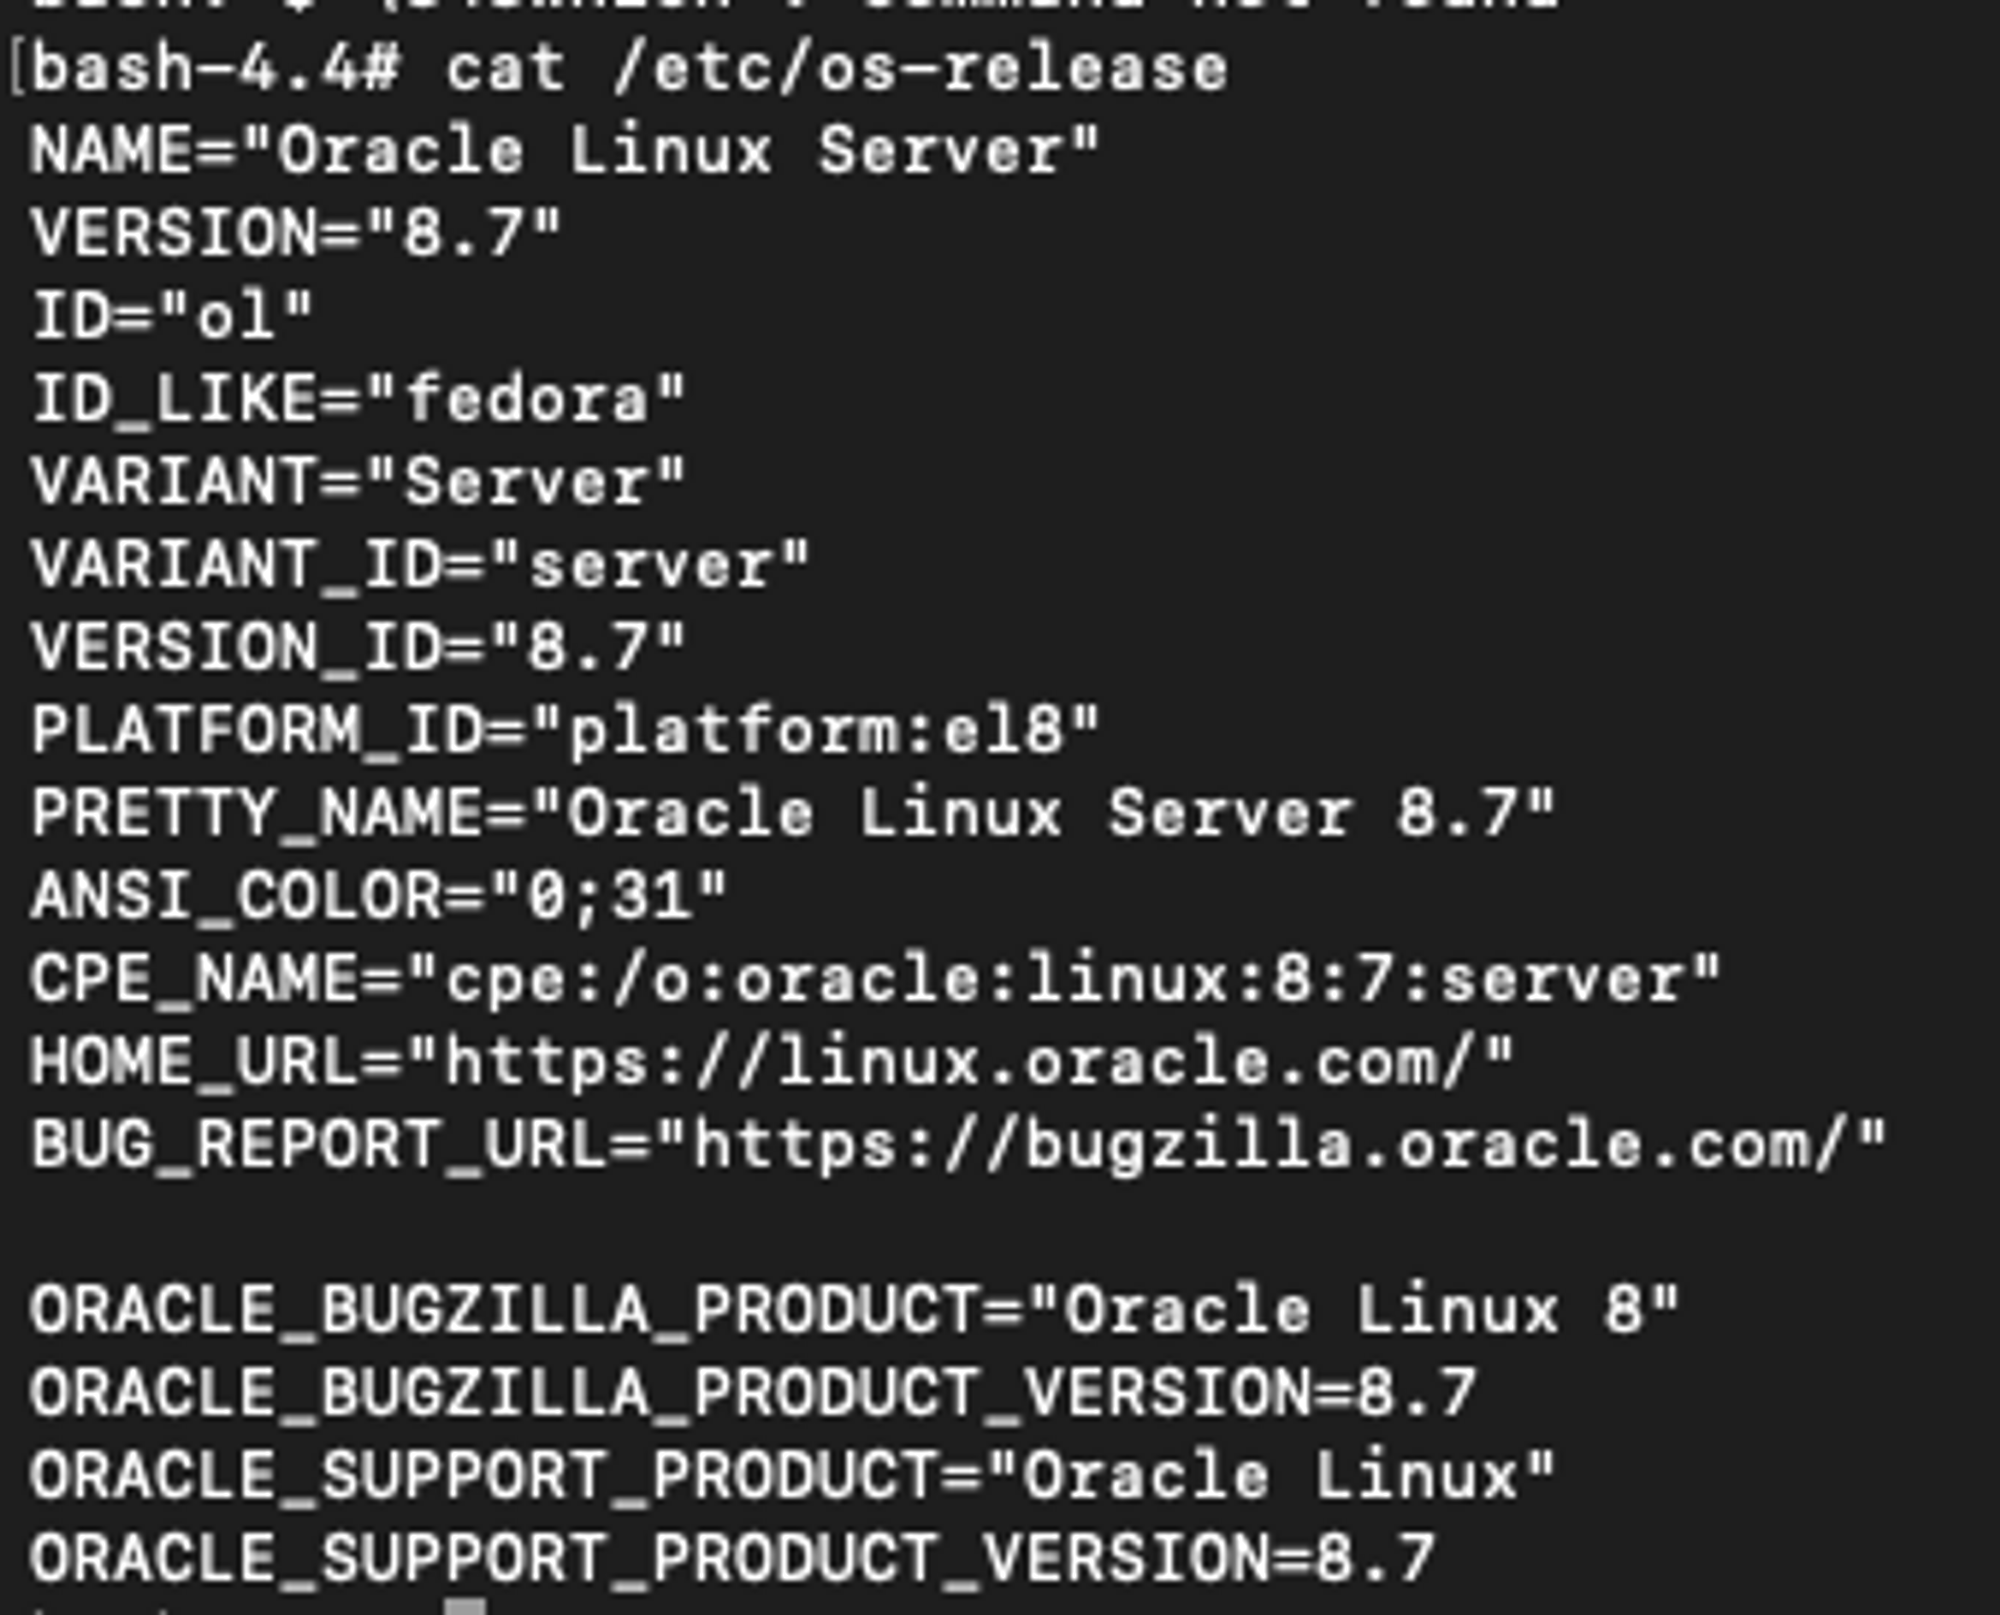 [bash-4.4# cat /etc/os-release
NAME="Oracle Linux Server"
VERSION="8.7"
ID="ol"
ID_LIKE="fedora"
VARIANT="Server"
VARIANT_ID="server"
VERSION_ID="8.7"
PLATFORM_ID="platform:el8"
PRETTY_NAME="Oracle Linux Server 8.7"
ANSI_COLOR="0;31"
CPE_NAME="cpe:/o:oracle:linux:8:7:server"
HOME_URL="https://linux.oracle.com/"
BUG_REPORT_URL="https://bugzilla.oracle.com/"

ORACLE_BUGZILLA_PRODUCT="Oracle Linux 8"
ORACLE_BUGZILLA_PRODUCT_VERSION=8.7
ORACLE_SUPPORT_PRODUCT="Oracle Linux"
ORACLE_SUPPORT_PRODUCT_VERSION=8.7